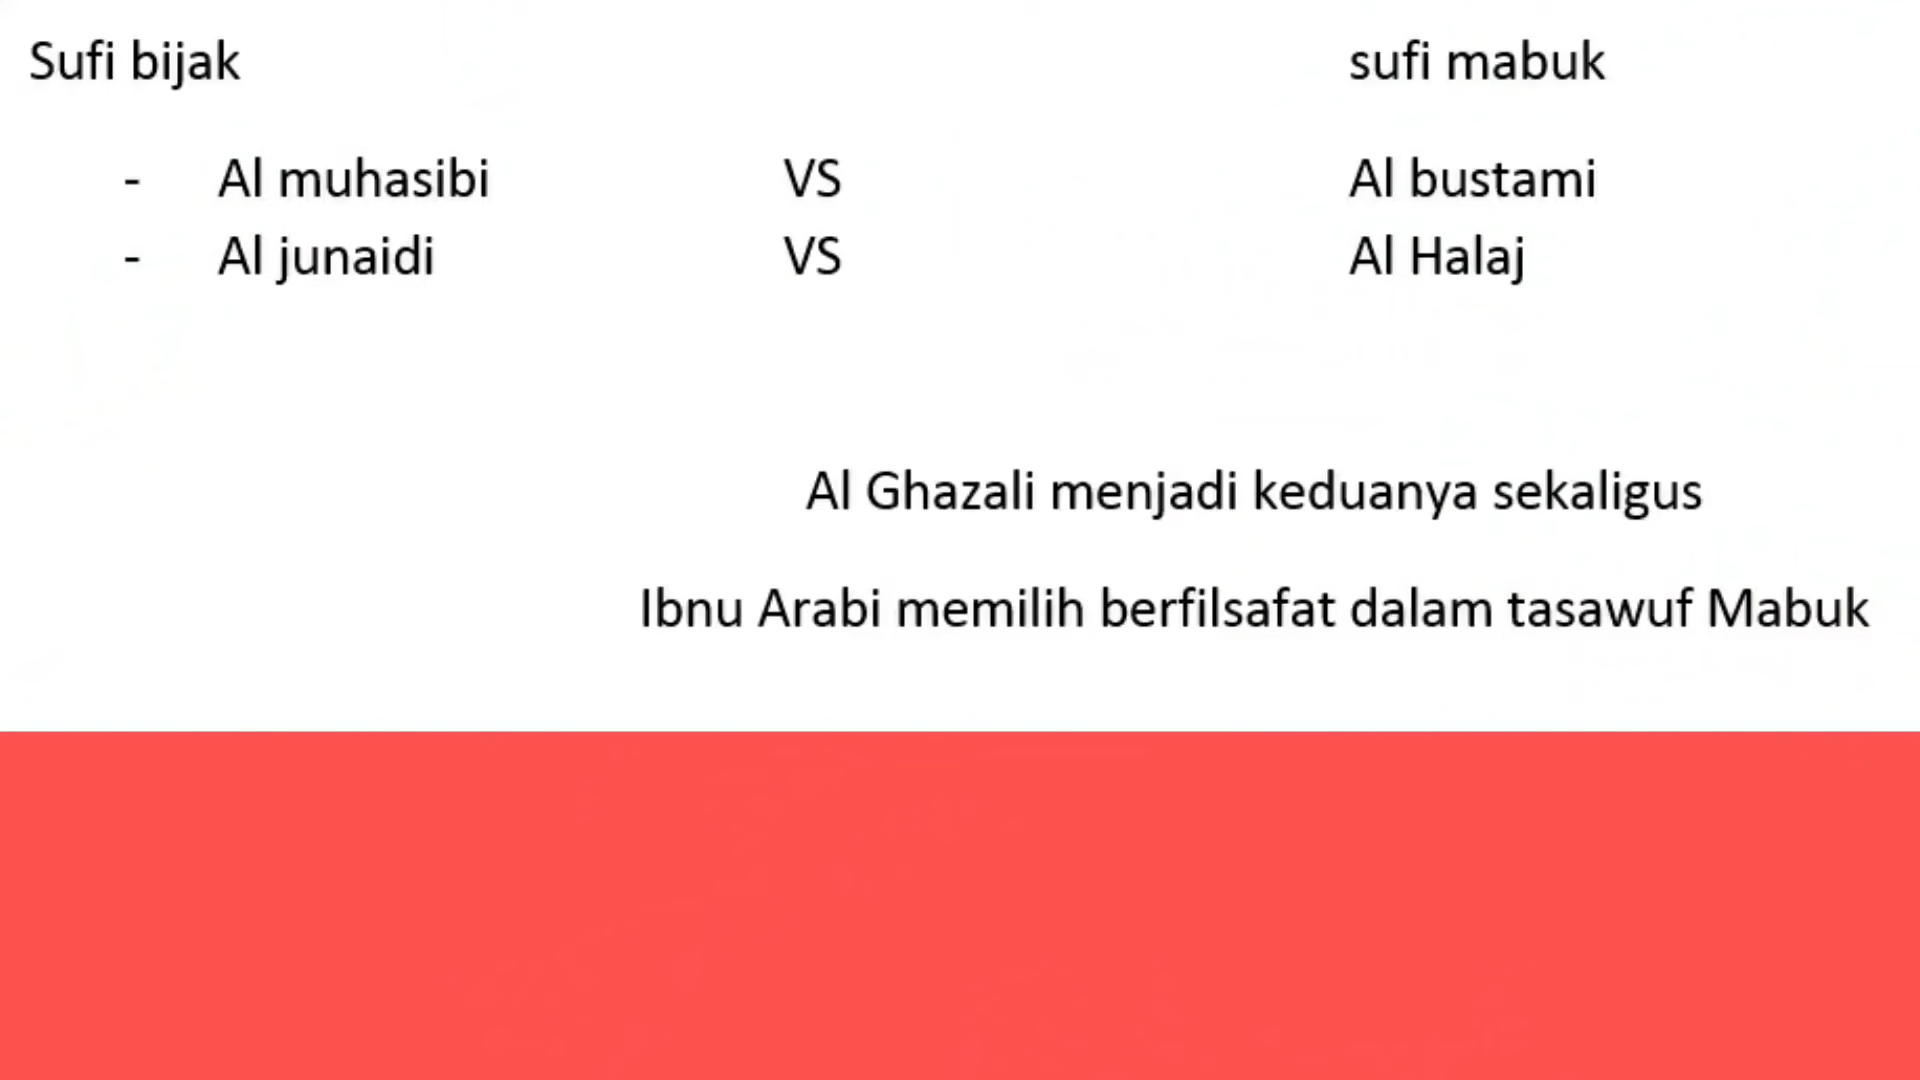 Sufi bijak sufi mabuk
- Al muhasibi VS Al bustami
- Al junaidi VS Al Halaj
Al Ghazali menjadi keduanya sekaligus
Ibnu Arabi memilih berfilsafat dalam tasawuf Mabuk